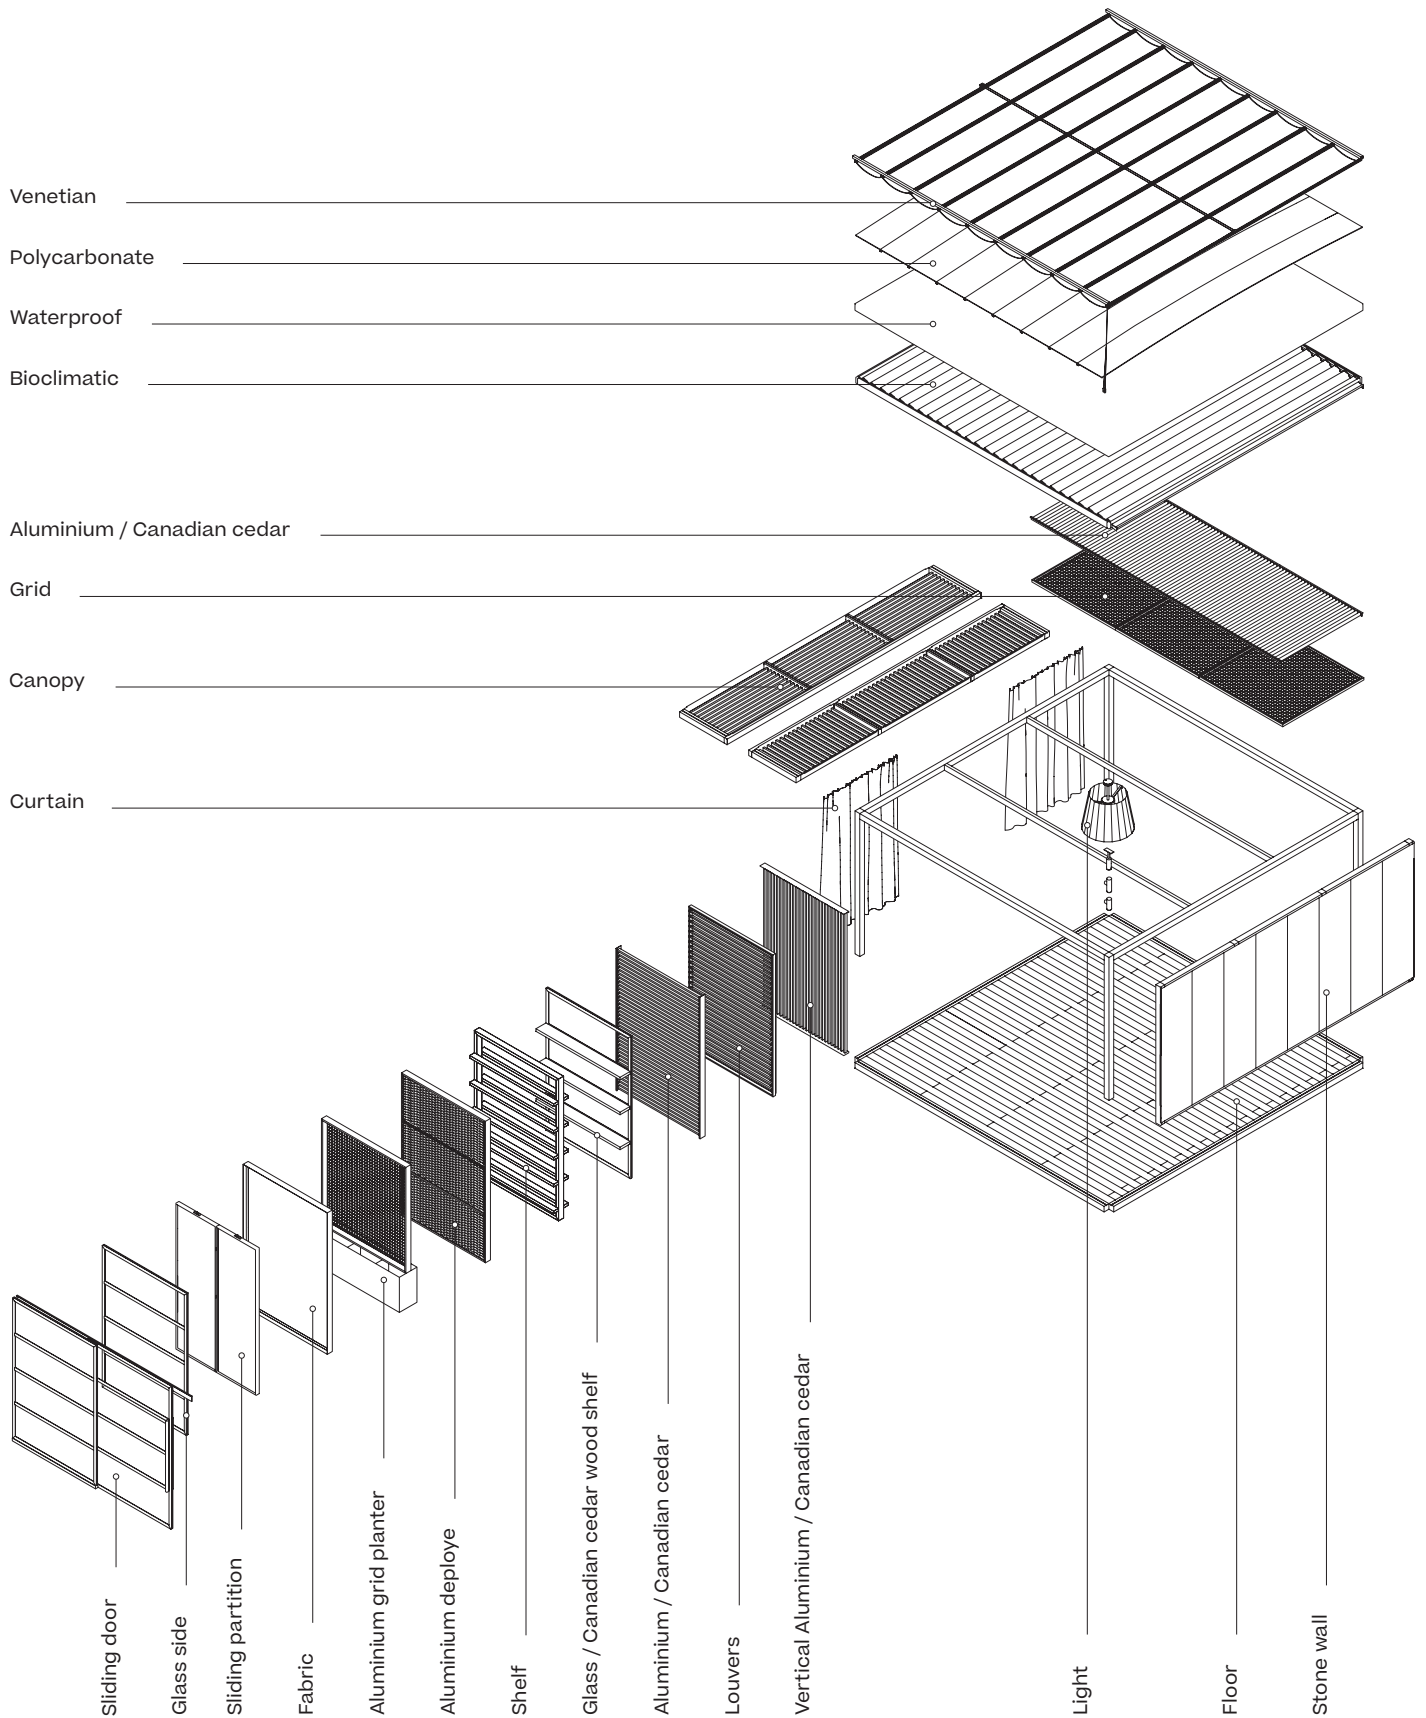 Venetian
Polycarbonate
Waterproof
Bioclimatic
Aluminium / Canadian cedar
Grid
Canopy
Curtain
Sliding door
Glass side
Sliding partition
Fabric
Aluminium grid planter
Aluminium deploye
Shelf
Glass / Canadian cedar wood shelf
Aluminium / Canadian cedar
Louvers
Vertical Aluminium / Canadian cedar
Light
Floor
Stone wall